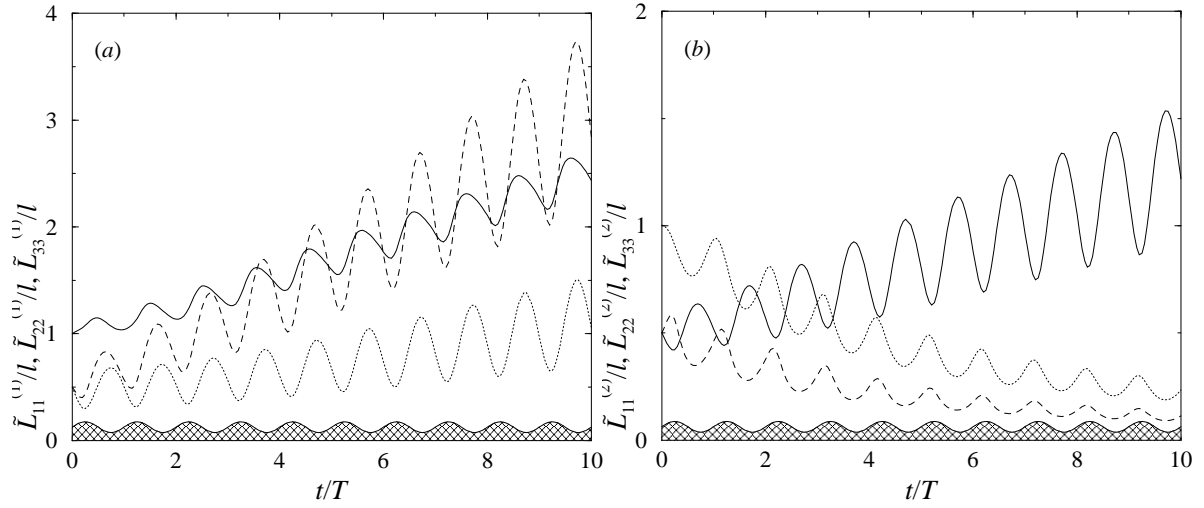 (a)
4
3
2
1
0
L̃₁₁⁽¹⁾/l, L̃₂₂⁽¹⁾/l, L̃₃₃⁽¹⁾/l
0 2 4 6 8 10
t/T
(b)
2
1
0
L̃₁₁⁽²⁾/l, L̃₂₂⁽²⁾/l, L̃₃₃⁽²⁾/l
0 2 4 6 8 10
t/T